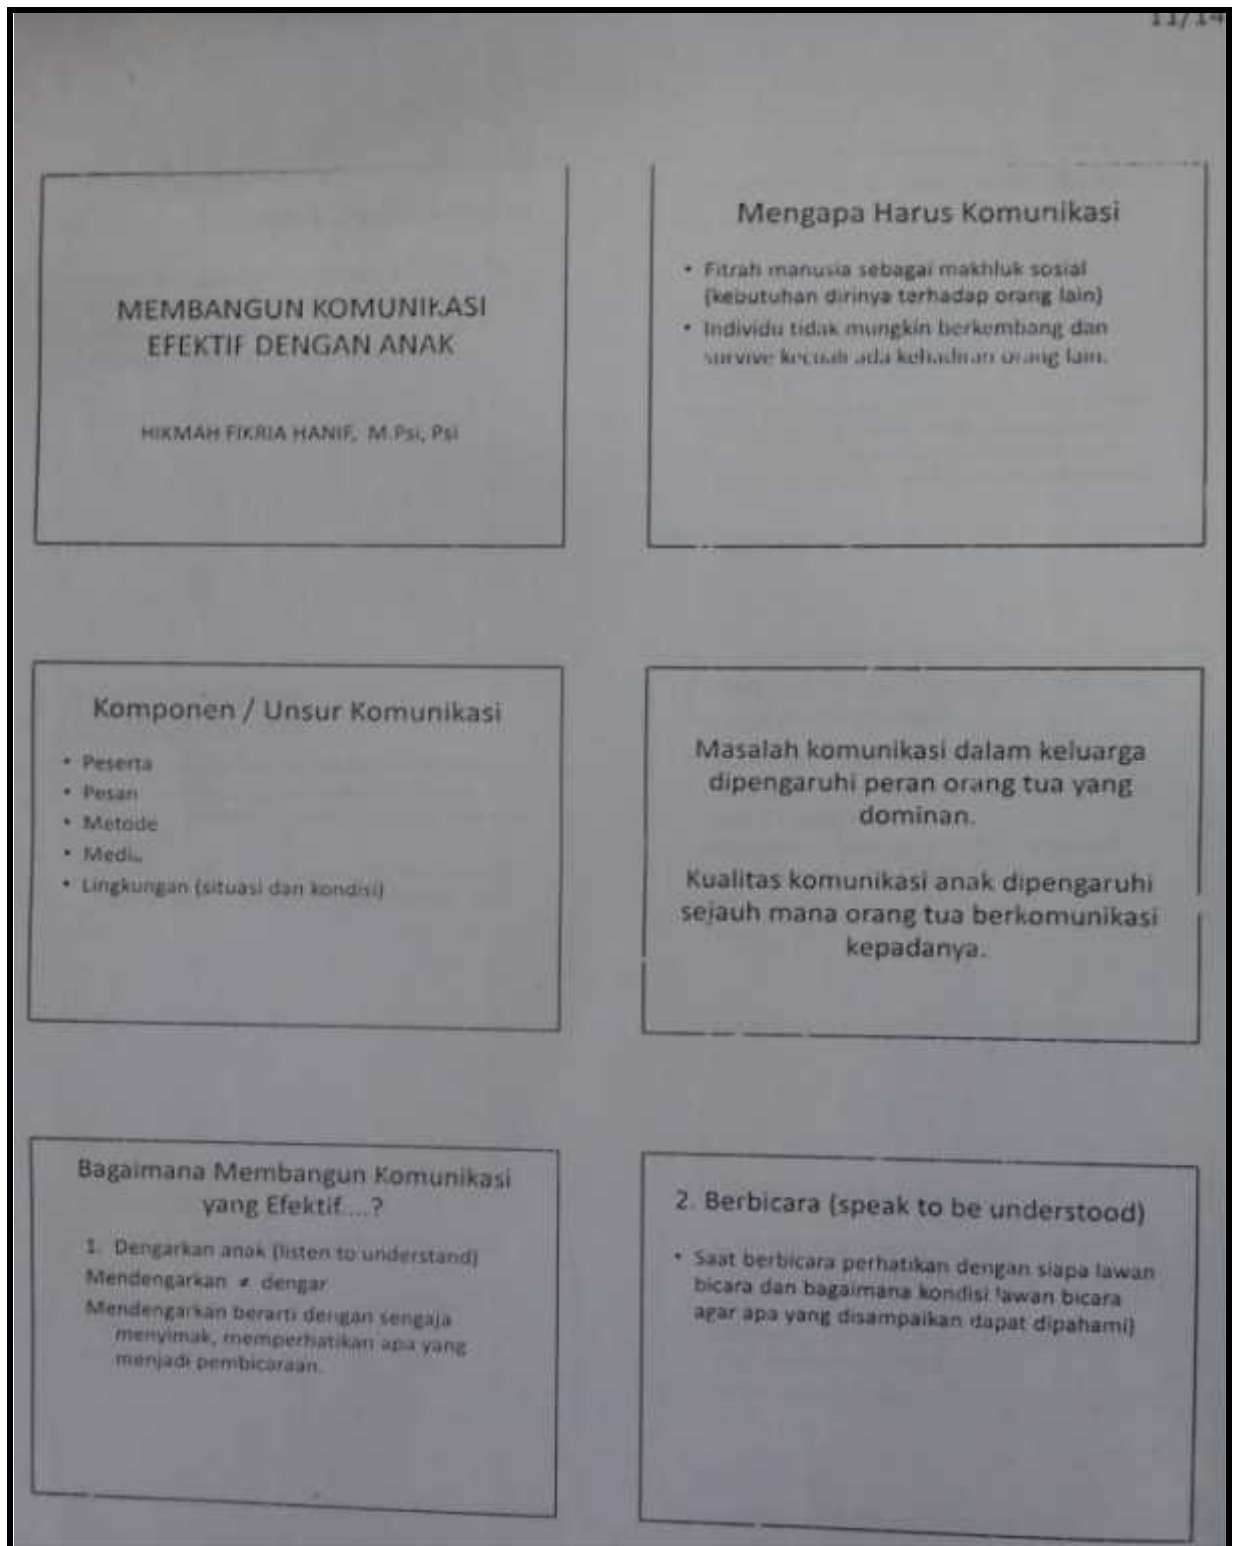 11/14
MEMBANGUN KOMUNIKASI
EFEKTIF DENGAN ANAK
HIKMAH FIKRIA HANIF, M.Psi, Psi
Mengapa Harus Komunikasi
• Fitrah manusia sebagai makhluk sosial
(kebutuhan dirinya terhadap orang lain)
• Individu tidak mungkin berkembang dan
survive kecuali ada kehadiran orang lain.
Komponen / Unsur Komunikasi
• Peserta
• Pesan
• Metode
• Media
• Lingkungan (situasi dan kondisi)
Masalah komunikasi dalam keluarga
dipengaruhi peran orang tua yang
dominan.
Kualitas komunikasi anak dipengaruhi
sejauh mana orang tua berkomunikasi
kepadanya.
Bagaimana Membangun Komunikasi
yang Efektif....?
1. Dengarkan anak (listen to understand)
Mendengarkan ≠ dengar
Mendengarkan berarti dengan sengaja
menyimak, memperhatikan apa yang
menjadi pembicaraan.
2. Berbicara (speak to be understood)
• Saat berbicara perhatikan dengan siapa lawan
bicara dan bagaimana kondisi lawan bicara
agar apa yang disampaikan dapat dipahami)